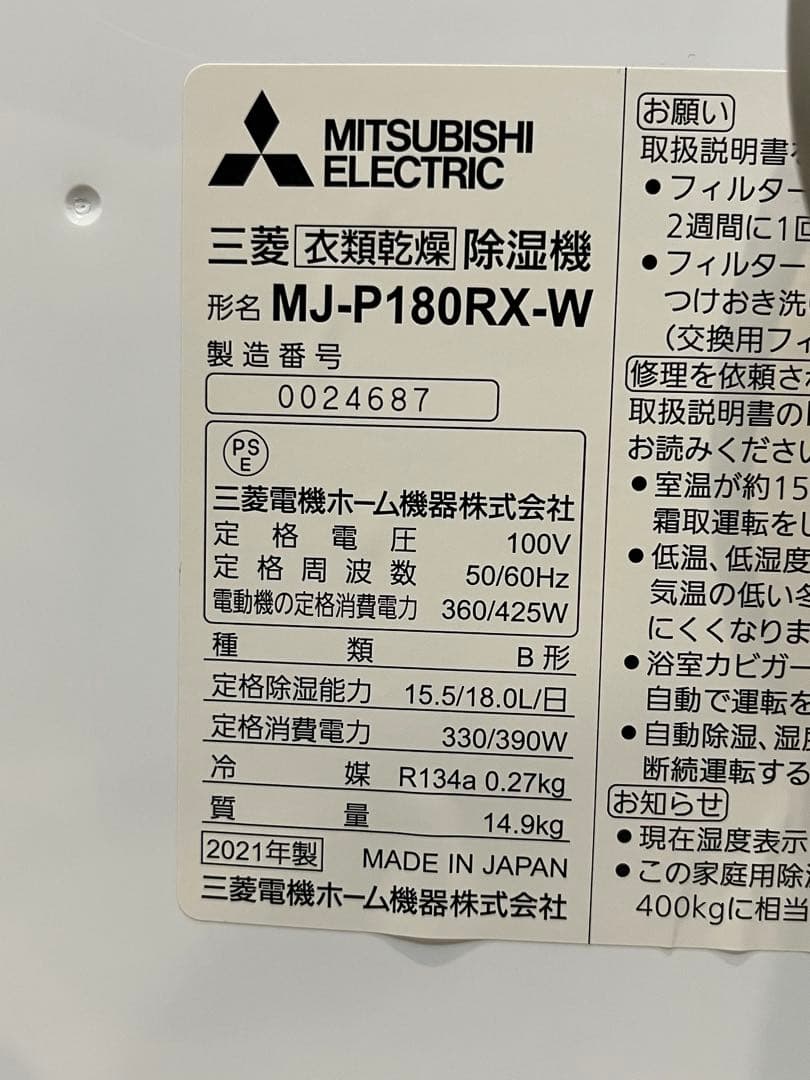 MITSUBISHI
ELECTRIC
三菱 衣類乾燥 除湿機
形名 MJ-P180RX-W
製造番号
0024687
PS
E
三菱電機ホーム機器株式会社
定格電圧 100V
定格周波数 50/60Hz
電動機の定格消費電力 360/425W
種類 B形
定格除湿能力 15.5/18.0L/日
定格消費電力 330/390W
冷媒 R134a 0.27kg
質量 14.9kg
2021年製 MADE IN JAPAN
三菱電機ホーム機器株式会社
お願い
取扱説明書
●フィルター
2週間に1回
●フィルター
つけおき洗い
(交換用フィ
修理を依頼され
取扱説明書の
お読みください
●室温が約15
霜取運転をし
●低温、低湿度
気温の低い冬
にくくなりま
●浴室カビガー
自動で運転を
●自動除湿、湿度
断続運転する
お知らせ
●現在湿度表示
●この家庭用除湿
400kgに相当